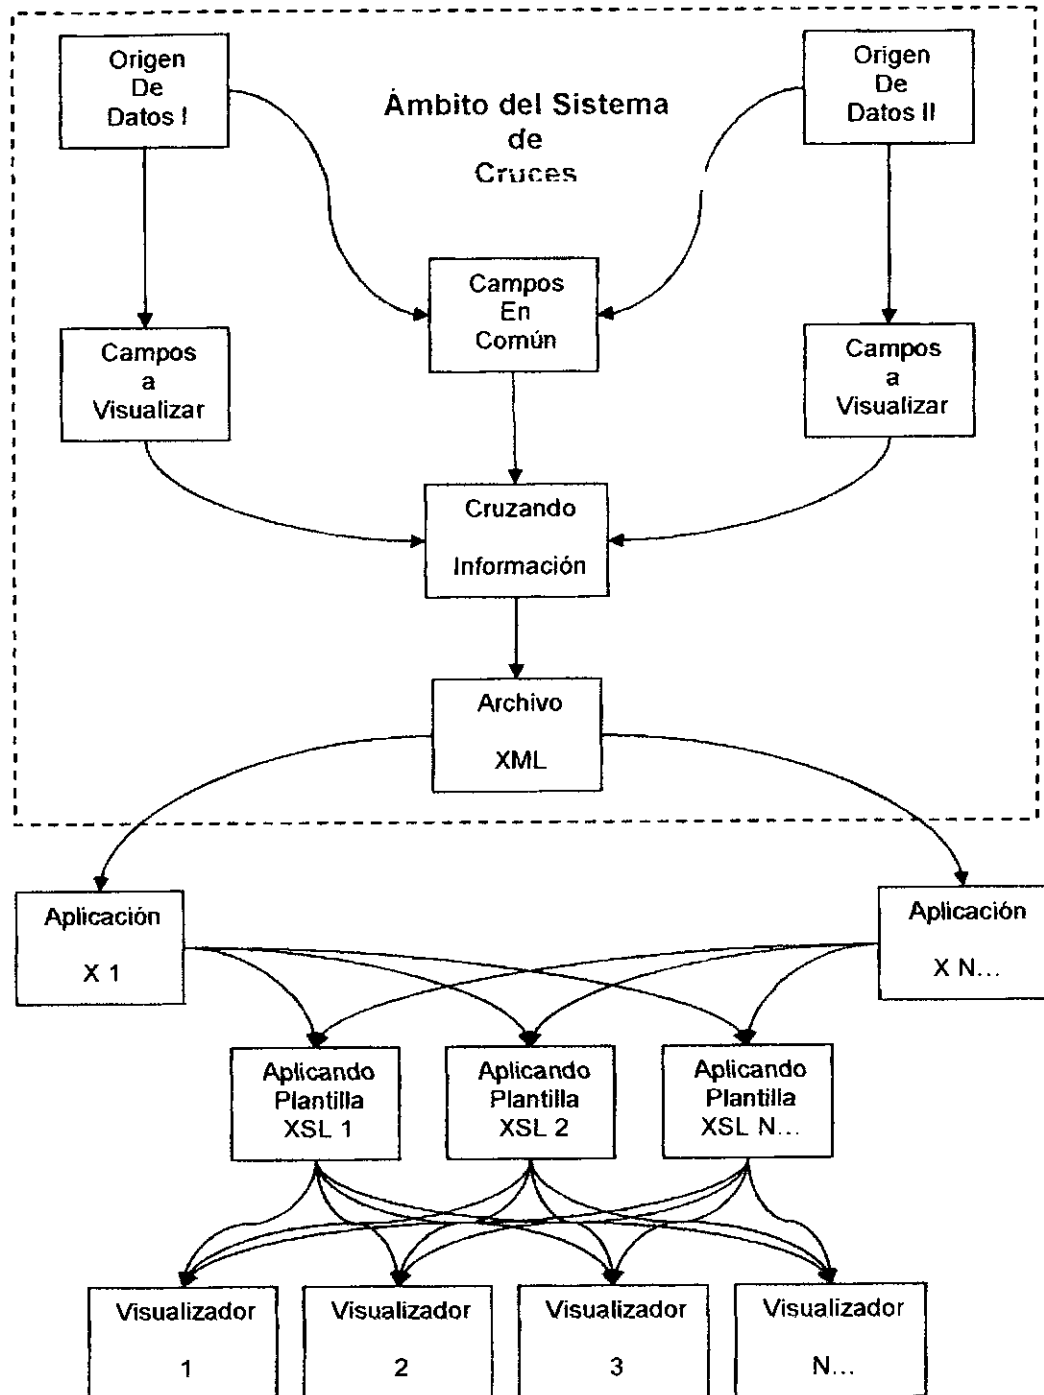 Origen
De
Datos I
Ámbito del Sistema
de
Cruces
Origen
De
Datos II
Campos
En
Común
Campos
a
Visualizar
Campos
a
Visualizar
Cruzando
Información
Archivo
XML
Aplicación
X 1
Aplicación
X N...
Aplicando
Plantilla
XSL 1
Aplicando
Plantilla
XSL 2
Aplicando
Plantilla
XSL N...
Visualizador
1
Visualizador
2
Visualizador
3
Visualizador
N...